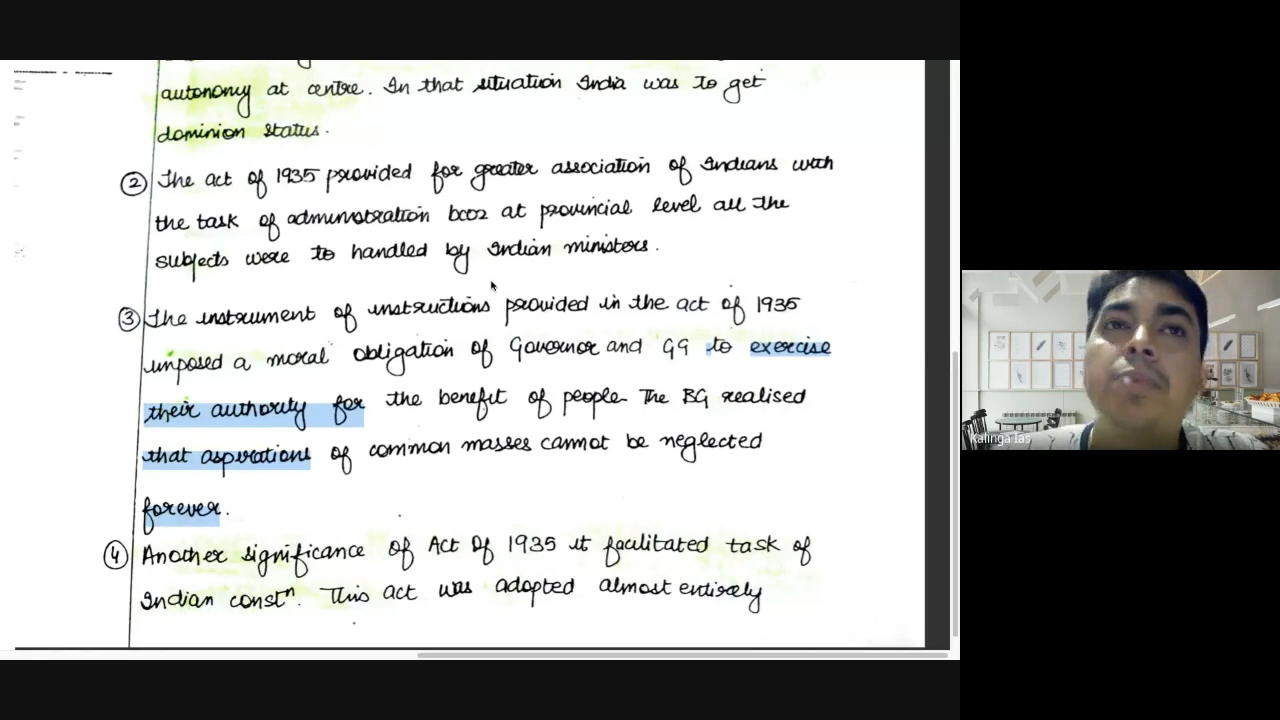 autonomy at centre. In that situation India was to get
dominion status.
② The act of 1935 provided for greater association of Indians with
the task of administration bcoz at provincial level all the
subjects were to handled by Indian ministers.
③ The instrument of instructions provided in the act of 1935
imposed a moral obligation of Governor and GG to exercise
their authority for the benefit of people. The BG realised
that aspirations of common masses cannot be neglected
forever.
④ Another significance of Act Of 1935 it facilitated task of
Indian constⁿ. This act was adopted almost entirely
Kalinga Ias